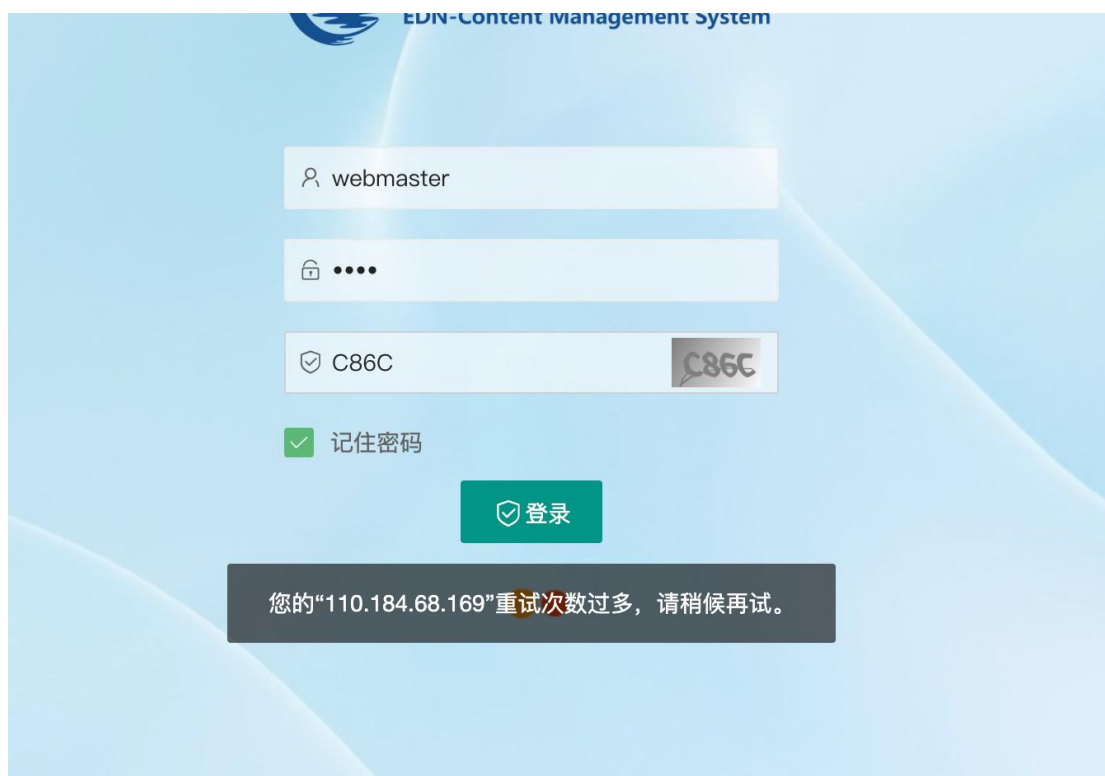 EDN-Content Management System
webmaster
••••
C86C C86C
记住密码
登录
您的“110.184.68.169”重试次数过多，请稍候再试。